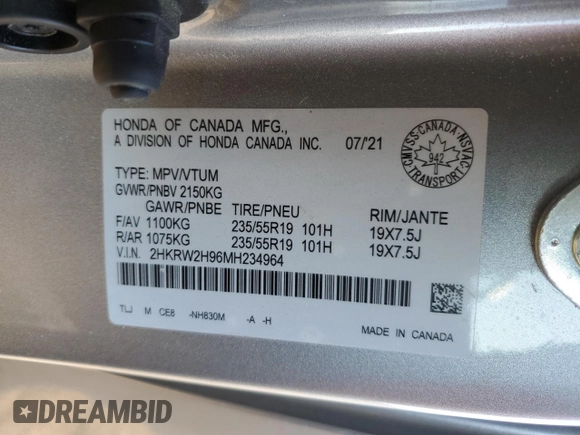 HONDA OF CANADA MFG.,
A DIVISION OF HONDA CANADA INC. 07/'21
CMVSS·CANADA·NSVAC
942
TRANSPORT
TYPE: MPV/VTUM
GVWR/PNBV 2150KG
GAWR/PNBE TIRE/PNEU RIM/JANTE
F/AV 1100KG 235/55R19 101H 19X7.5J
R/AR 1075KG 235/55R19 101H 19X7.5J
V.I.N. 2HKRW2H96MH234964
TLJ M CE8 -NH830M -A -H
MADE IN CANADA
DREAMBID